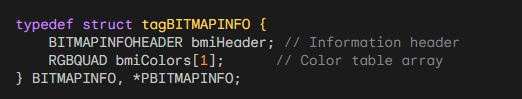 typedef struct tagBITMAPINFO {
    BITMAPINFOHEADER bmiHeader; // Information header
    RGBQUAD bmiColors[1];       // Color table array
} BITMAPINFO, *PBITMAPINFO;